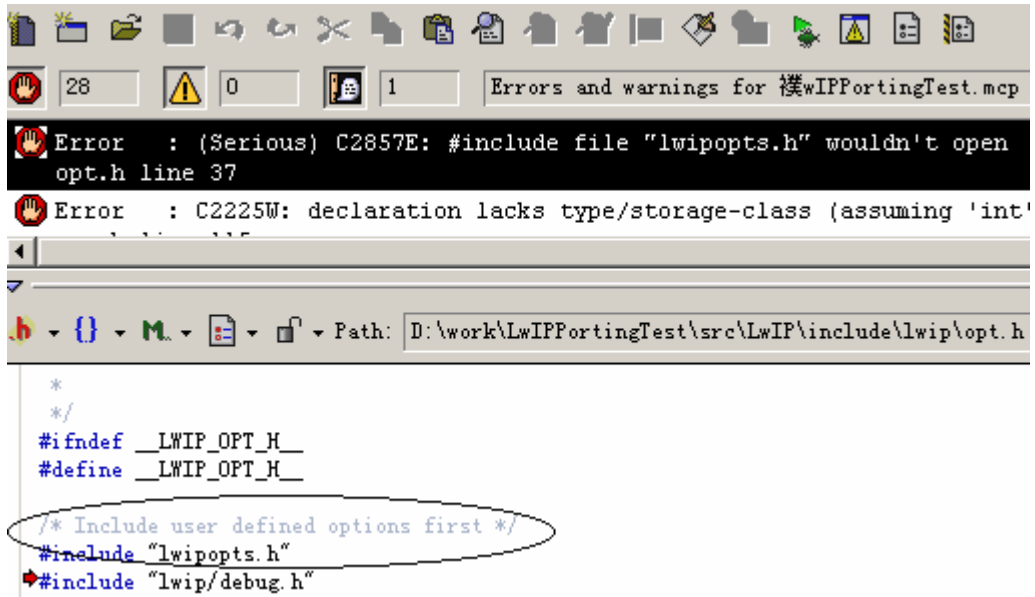 28 0 1 Errors and warnings for 襆wIPPortingTest.mcp
Error : (Serious) C2857E: #include file "lwipopts.h" wouldn't open
opt.h line 37
Error : C2225W: declaration lacks type/storage-class (assuming 'int'
h {} M. Path: D:\work\LwIPPortingTest\src\LwIP\include\lwip\opt.h
*
*/
#ifndef __LWIP_OPT_H__
#define __LWIP_OPT_H__
/* Include user defined options first */
#include "lwipopts.h"
#include "lwip/debug.h"